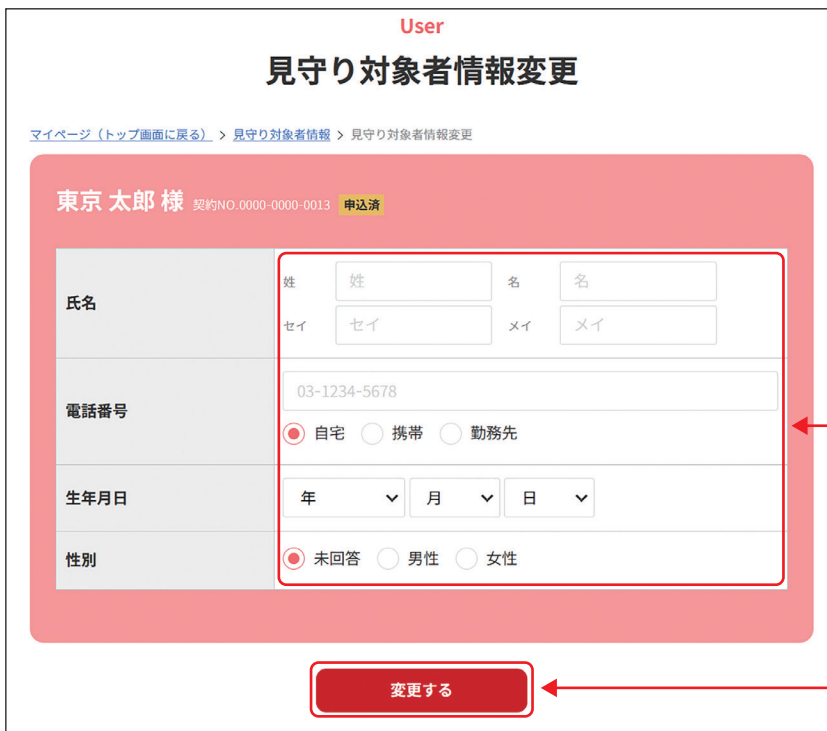 User
見守り対象者情報変更
マイページ（トップ画面に戻る） > 見守り対象者情報 > 見守り対象者情報変更
東京 太郎 様 契約NO.0000-0000-0013 申込済
氏名
姓 姓 名 名
セイ セイ メイ メイ
電話番号
03-1234-5678
自宅 携帯 勤務先
生年月日
年 月 日
性別
未回答 男性 女性
変更する